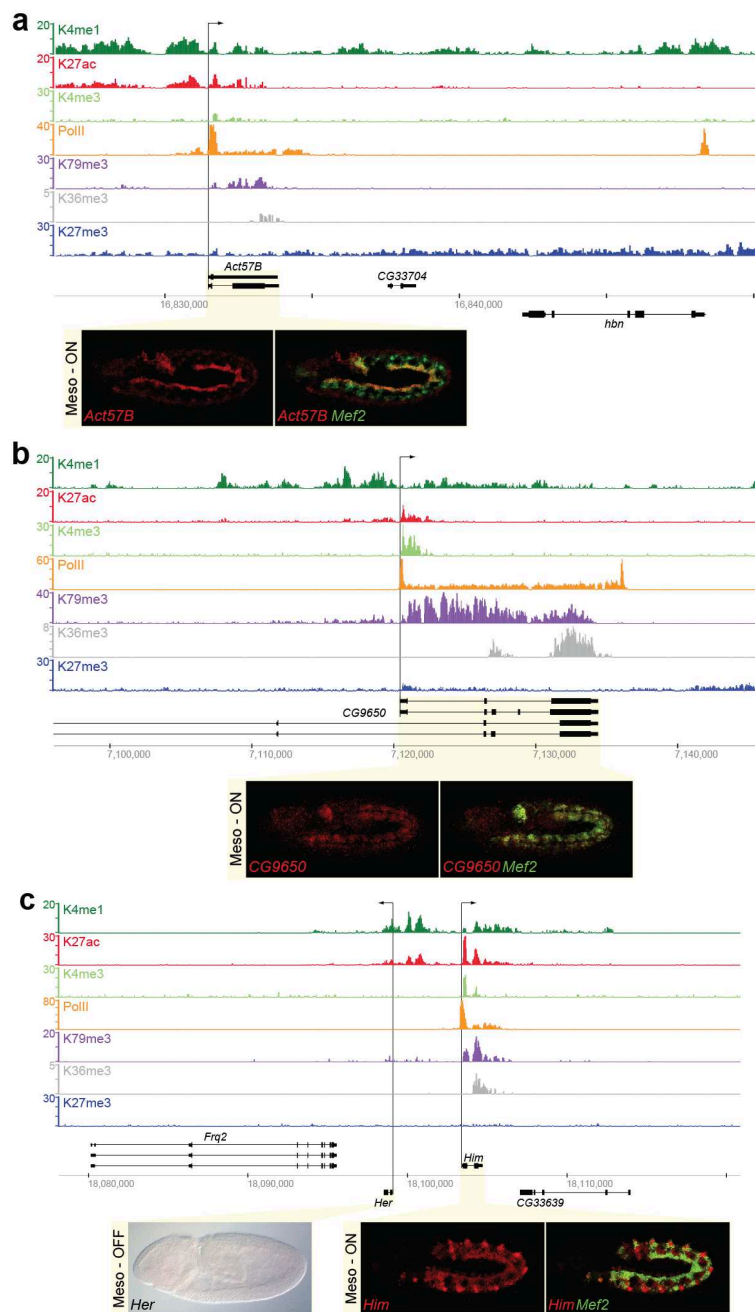 a
20
K4me1
20
K27ac
30
K4me3
40
PolII
30
K79me3
5
K36me3
30
K27me3
Act57B
CG33704
16,830,000
16,840,000
hbn
Meso - ON
Act57B
Act57B Mef2
b
20
K4me1
20
K27ac
30
K4me3
60
PolII
40
K79me3
8
K36me3
30
K27me3
CG9650
7,100,000
7,110,000
7,120,000
7,130,000
7,140,000
Meso - ON
CG9650
CG9650 Mef2
c
20
K4me1
30
K27ac
30
K4me3
80
PolII
20
K79me3
5
K36me3
30
K27me3
Frq2
Him
18,080,000
18,090,000
18,100,000
18,110,000
Her
CG33639
Meso - OFF
Her
Meso - ON
Him
Him Mef2